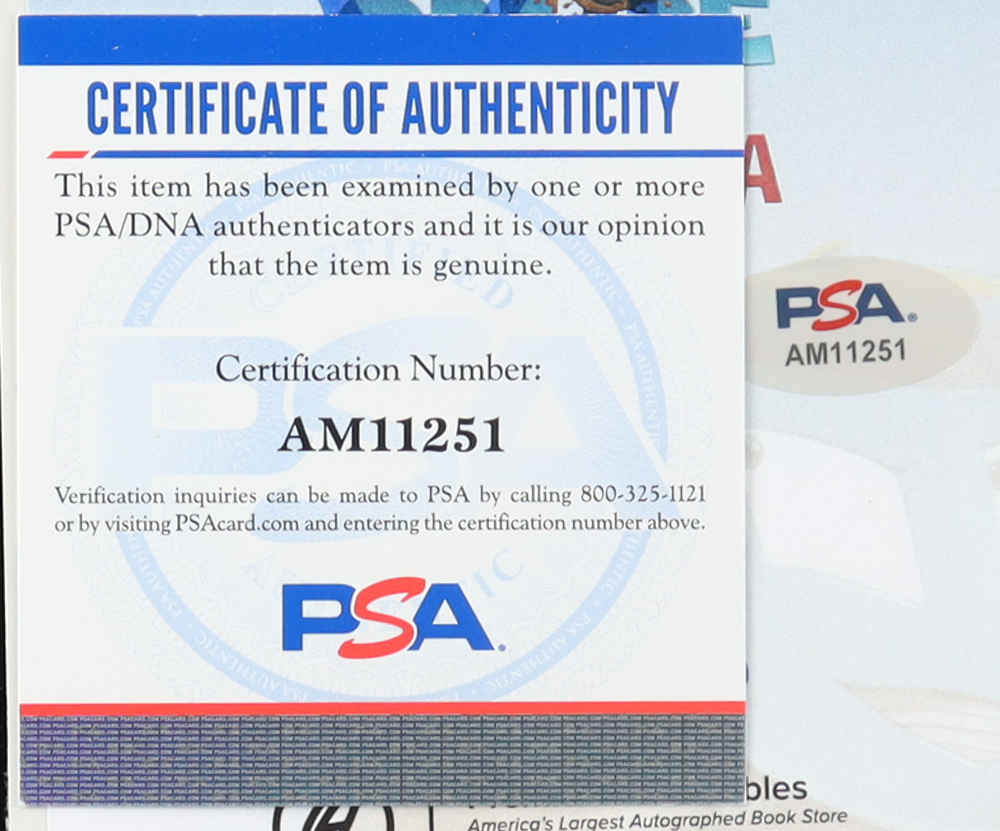 CERTIFICATE OF AUTHENTICITY
This item has been examined by one or more
PSA/DNA authenticators and it is our opinion
that the item is genuine.
Certification Number:
AM11251
Verification inquiries can be made to PSA by calling 800-325-1121
or by visiting PSAcard.com and entering the certification number above.
PSA
CERTIFIED
PSA
PSA
AM11251
E
A
bles
America's Largest Autographed Book Store